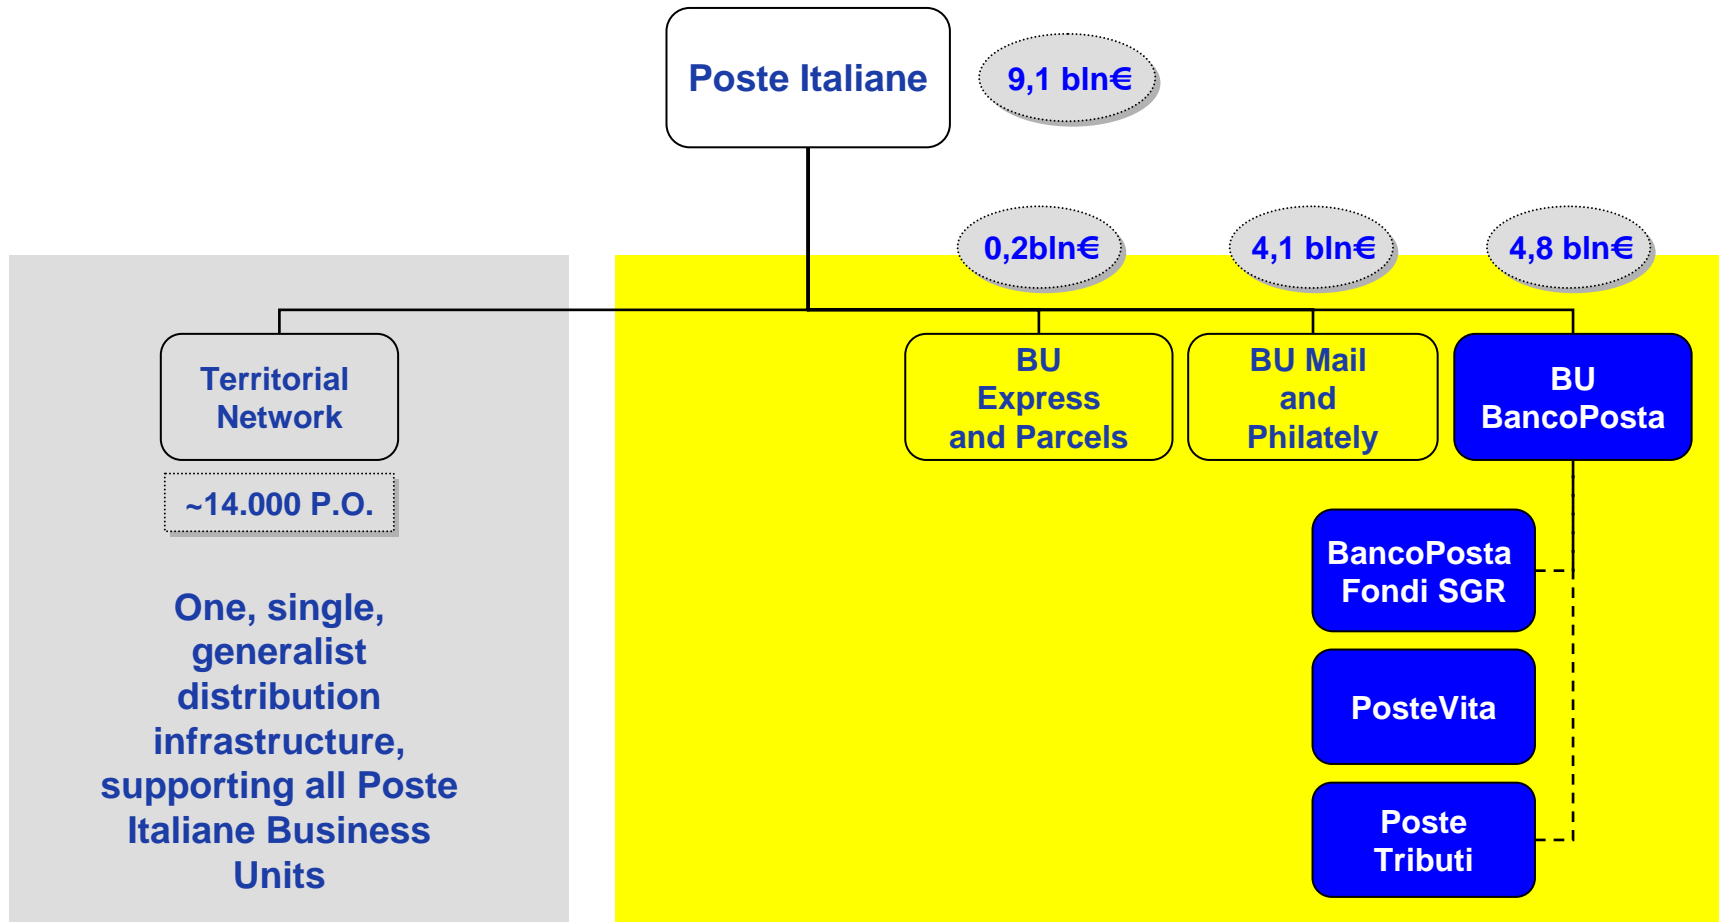 Poste Italiane
9,1 bln€
0,2bln€
4,1 bln€
4,8 bln€
Territorial
Network
~14.000 P.O.
One, single,
generalist
distribution
infrastructure,
supporting all Poste
Italiane Business
Units
BU
Express
and Parcels
BU Mail
and
Philately
BU
BancoPosta
BancoPosta
Fondi SGR
PosteVita
Poste
Tributi